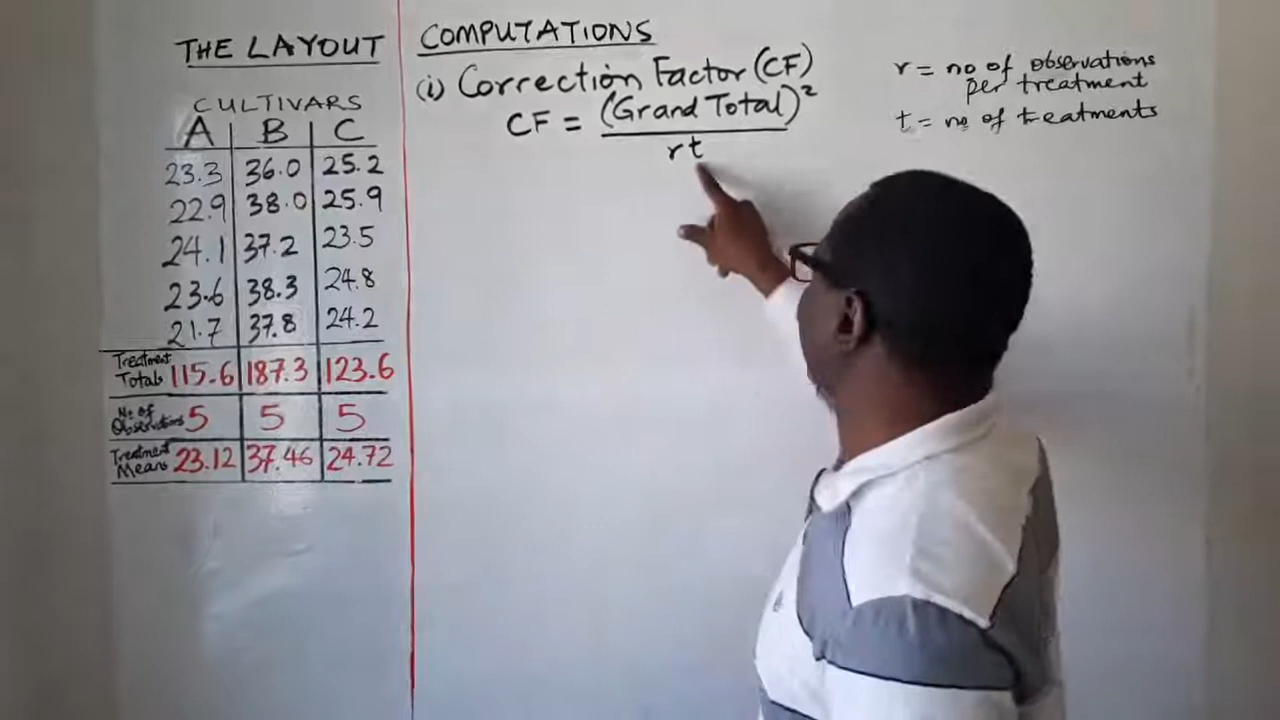 THE LAYOUT
CULTIVARS
A B C
23.3 36.0 25.2
22.9 38.0 25.9
24.1 37.2 23.5
23.6 38.3 24.8
21.7 37.8 24.2
Treatment
Totals 115.6 187.3 123.6
No of
Observations 5 5 5
Treatment
Means 23.12 37.46 24.72
COMPUTATIONS
(i) Correction Factor (CF)
CF = (Grand Total)²
rt
r = no of observations
per treatment
t = no of treatments